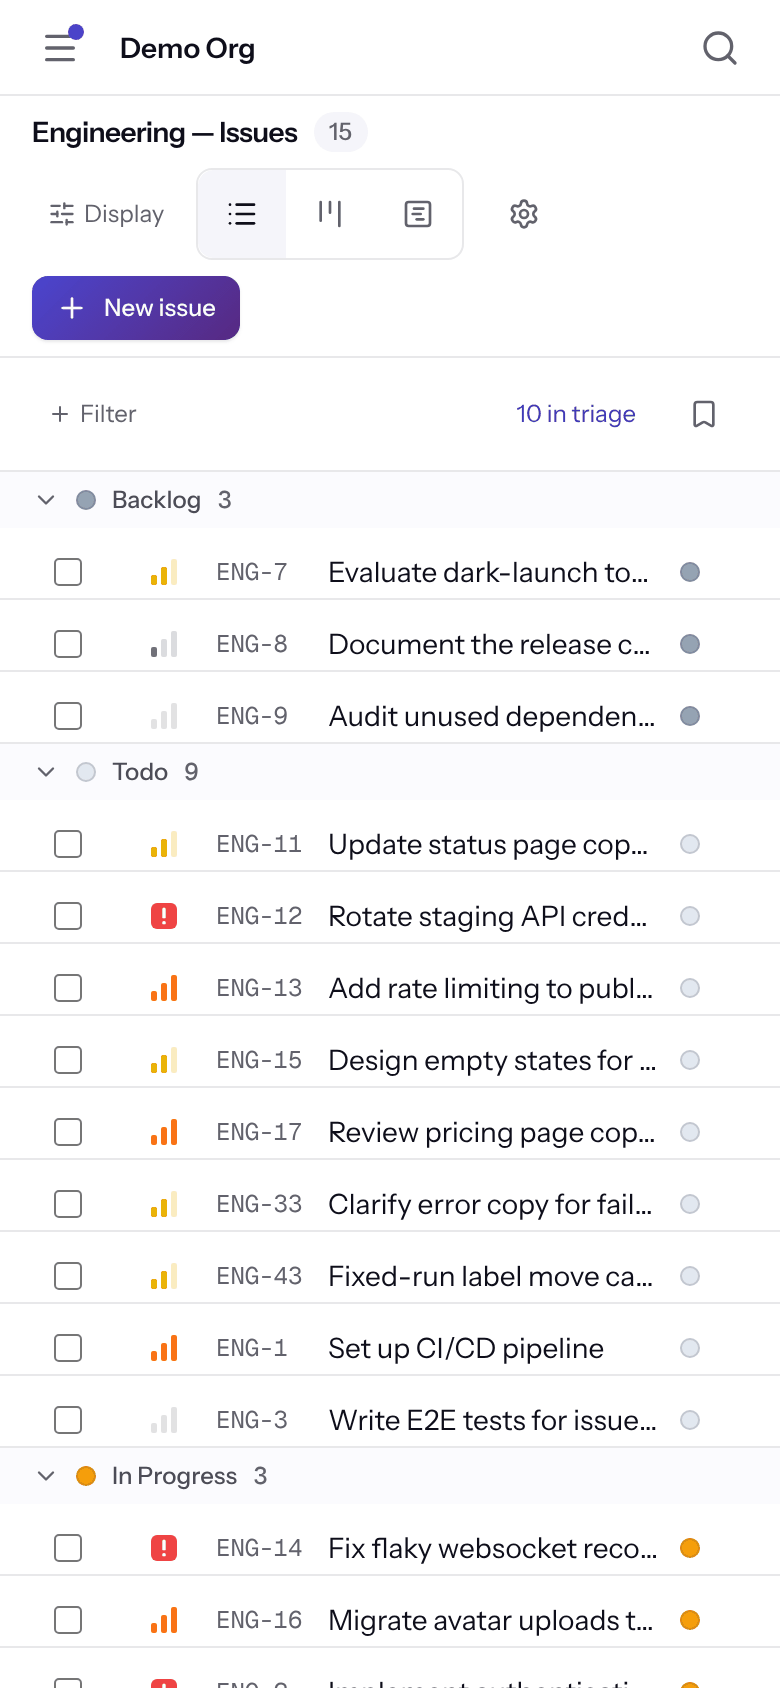 Demo Org
Engineering — Issues 15
Display
New issue
Filter 10 in triage
Backlog 3
ENG-7 Evaluate dark-launch to...
ENG-8 Document the release c...
ENG-9 Audit unused dependen...
Todo 9
ENG-11 Update status page cop...
ENG-12 Rotate staging API cred...
ENG-13 Add rate limiting to publ...
ENG-15 Design empty states for ...
ENG-17 Review pricing page cop...
ENG-33 Clarify error copy for fail...
ENG-43 Fixed-run label move ca...
ENG-1 Set up CI/CD pipeline
ENG-3 Write E2E tests for issue...
In Progress 3
ENG-14 Fix flaky websocket reco...
ENG-16 Migrate avatar uploads t...